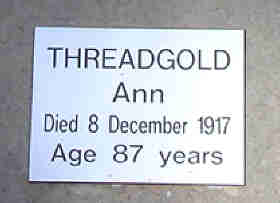 THREADGOLD
Ann
Died 8 December 1917
Age 87 years